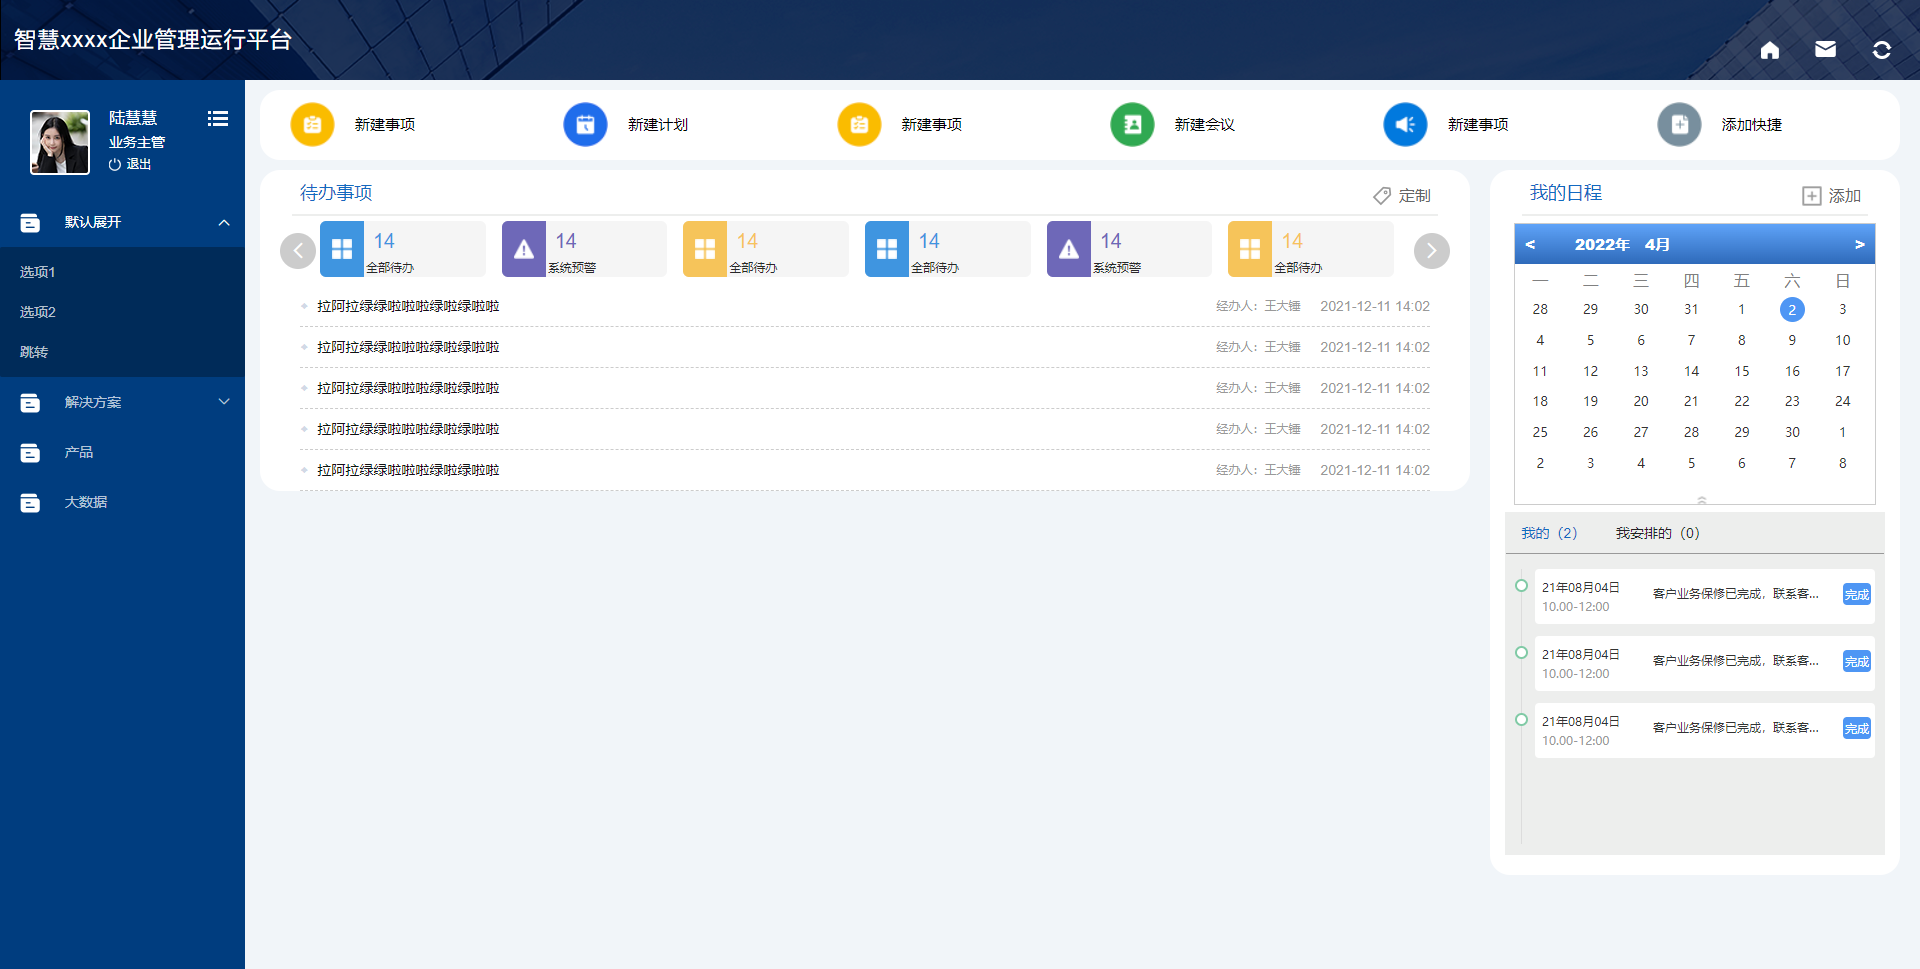 智慧xxxx企业管理运行平台
陆慧慧
业务主管
退出
默认展开
选项1
选项2
跳转
解决方案
产品
大数据
新建事项 新建计划 新建事项 新建会议 新建事项 添加快捷
待办事项 定制
14 14 14 14 14 14
全部待办 系统预警 全部待办 全部待办 系统预警 全部待办
拉阿拉绿绿啦啦啦绿啦绿啦啦 经办人：王大锤 2021-12-11 14:02
拉阿拉绿绿啦啦啦绿啦绿啦啦 经办人：王大锤 2021-12-11 14:02
拉阿拉绿绿啦啦啦绿啦绿啦啦 经办人：王大锤 2021-12-11 14:02
拉阿拉绿绿啦啦啦绿啦绿啦啦 经办人：王大锤 2021-12-11 14:02
拉阿拉绿绿啦啦啦绿啦绿啦啦 经办人：王大锤 2021-12-11 14:02
我的日程 添加
< 2022年 4月 >
一 二 三 四 五 六 日
28 29 30 31 1 2 3
4 5 6 7 8 9 10
11 12 13 14 15 16 17
18 19 20 21 22 23 24
25 26 27 28 29 30 1
2 3 4 5 6 7 8
我的（2） 我安排的（0）
21年08月04日 客户业务保修已完成，联系客... 完成
10.00-12:00
21年08月04日 客户业务保修已完成，联系客... 完成
10.00-12:00
21年08月04日 客户业务保修已完成，联系客... 完成
10.00-12:00